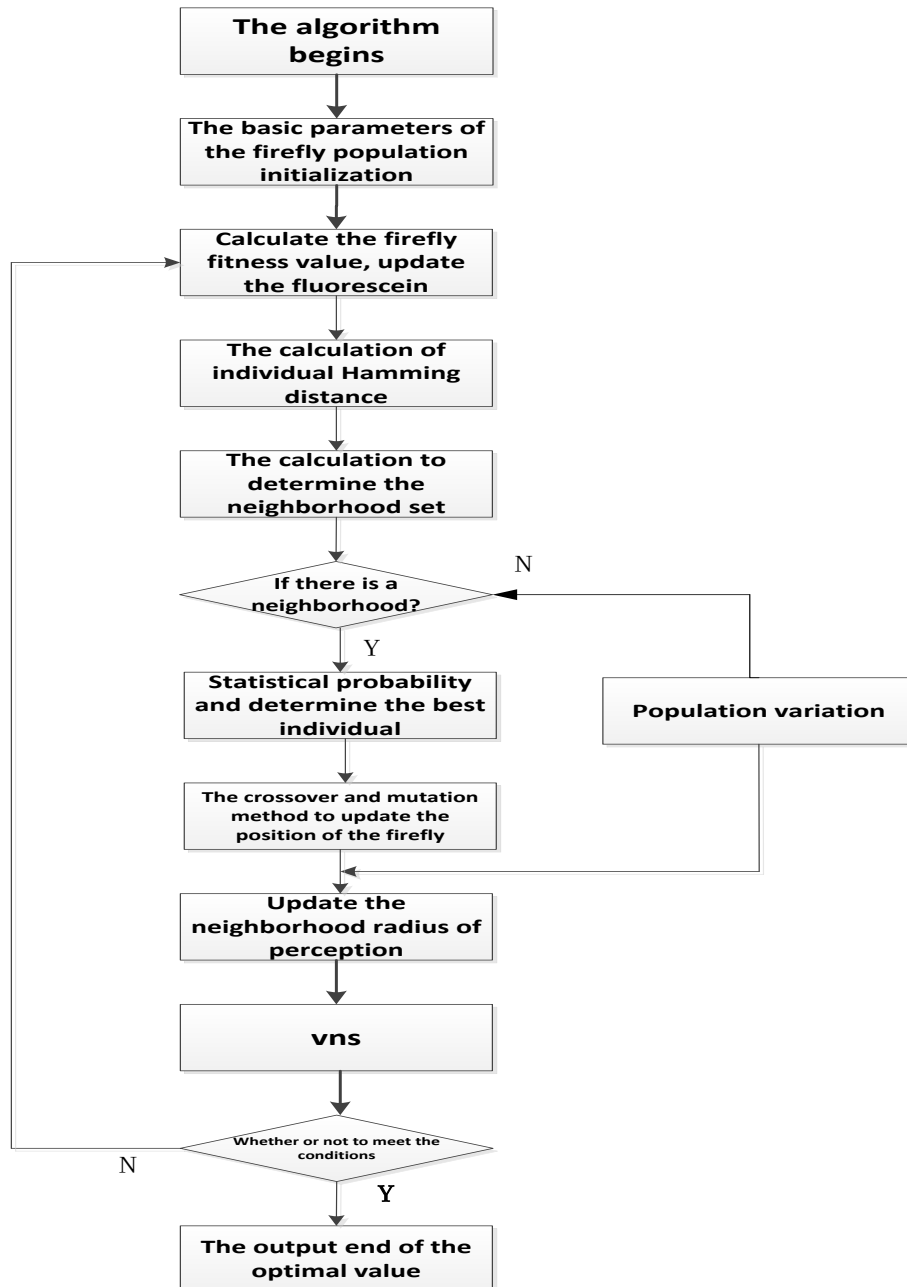 The algorithm
begins
The basic parameters of
the firefly population
initialization
Calculate the firefly
fitness value, update
the fluorescein
The calculation of
individual Hamming
distance
The calculation to
determine the
neighborhood set
N
If there is a
neighborhood?
Y
Statistical probability
and determine the best
individual
Population variation
The crossover and mutation
method to update the
position of the firefly
Update the
neighborhood radius of
perception
vns
Whether or not to meet the
conditions
N
Y
The output end of the
optimal value